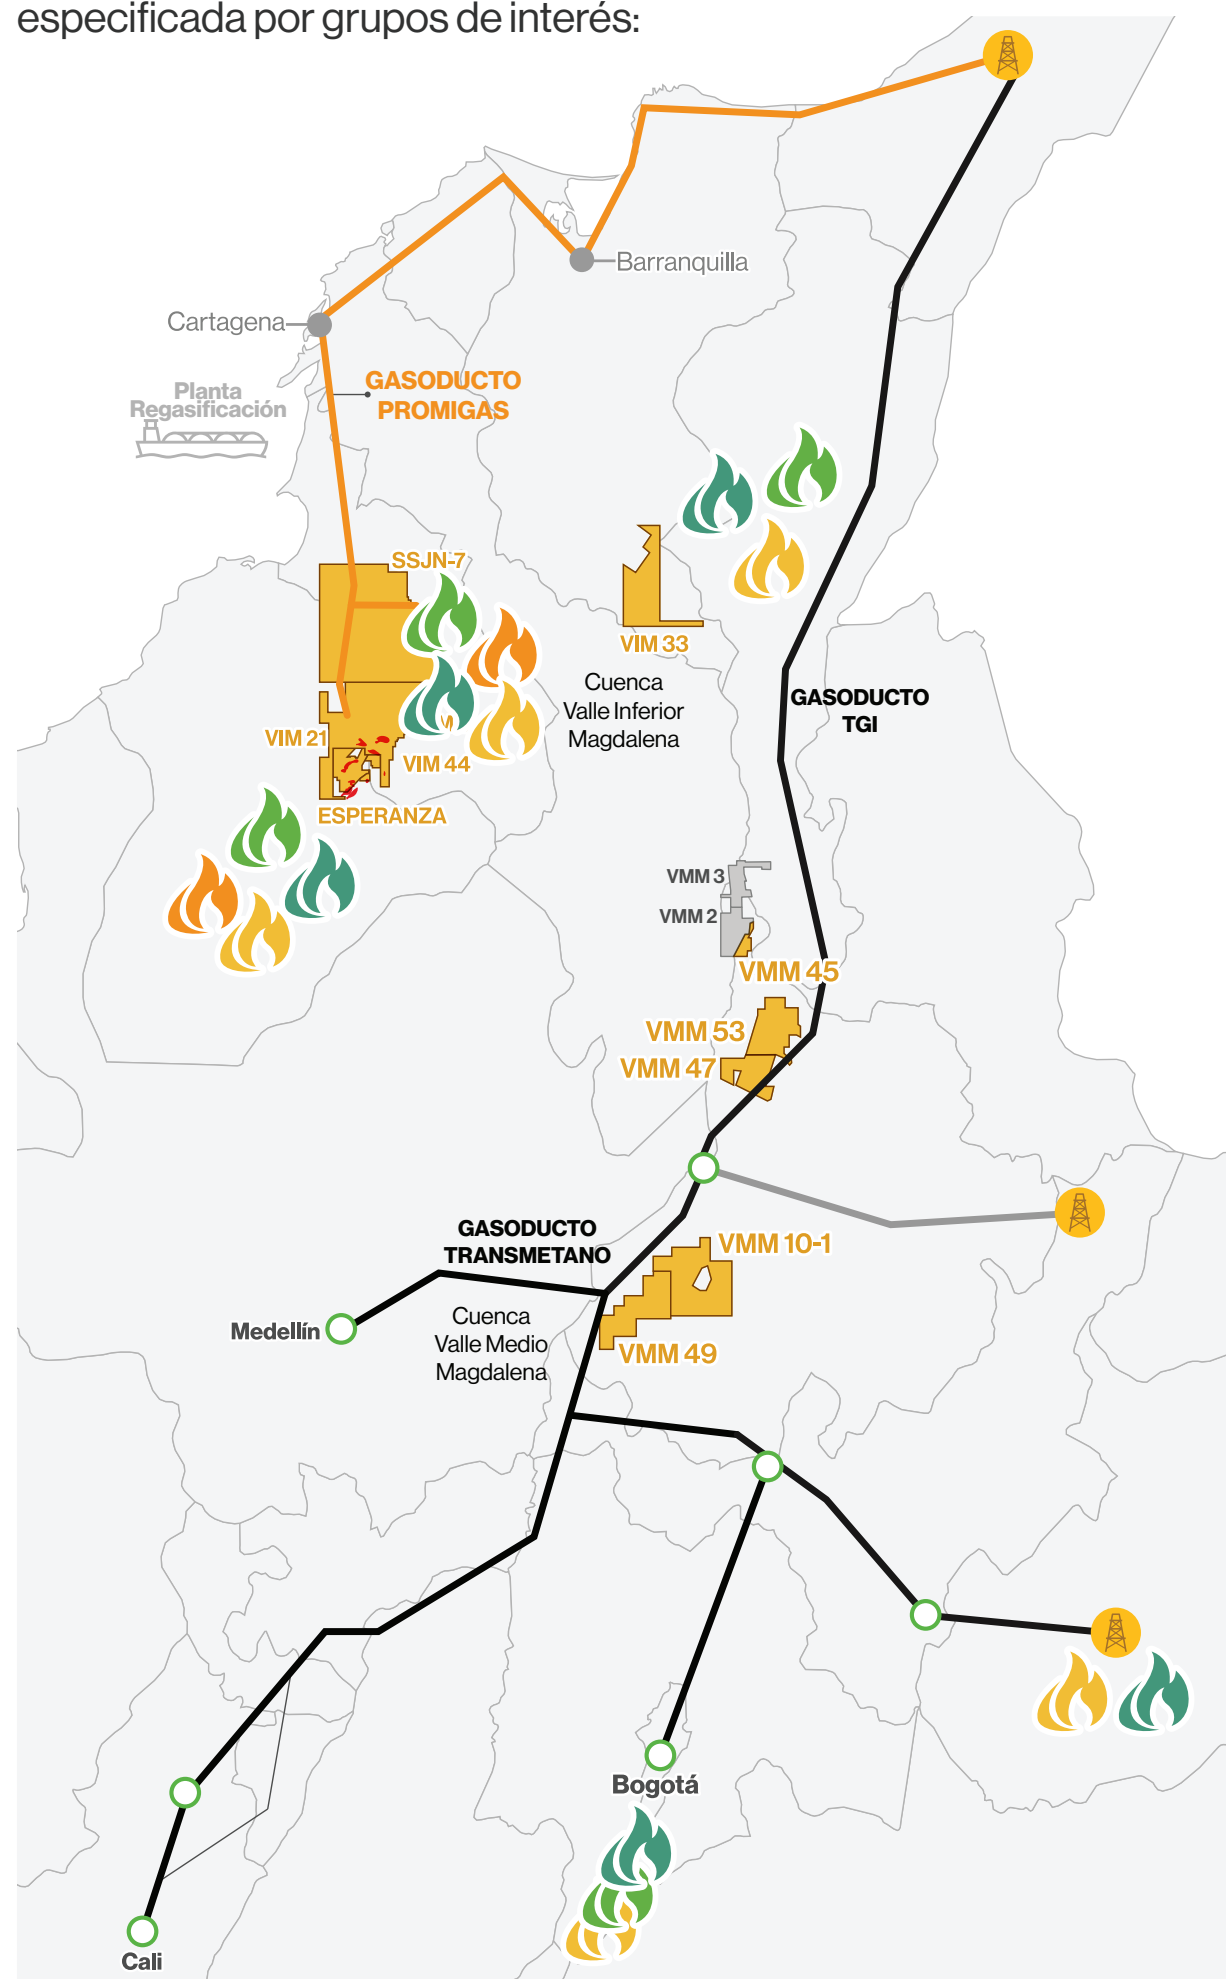 especificada por grupos de interés:
Barranquilla
Cartagena
GASODUCTO
PROMIGAS
Planta
Regasificación
SSJN-7
VIM 33
Cuenca
Valle Inferior
Magdalena
GASODUCTO
TGI
VIM 21
VIM 44
ESPERANZA
VMM 3
VMM 2
VMM 45
VMM 53
VMM 47
GASODUCTO
TRANSMETANO
VMM 10-1
Medellín
Cuenca
Valle Medio
Magdalena
VMM 49
Bogotá
Cali